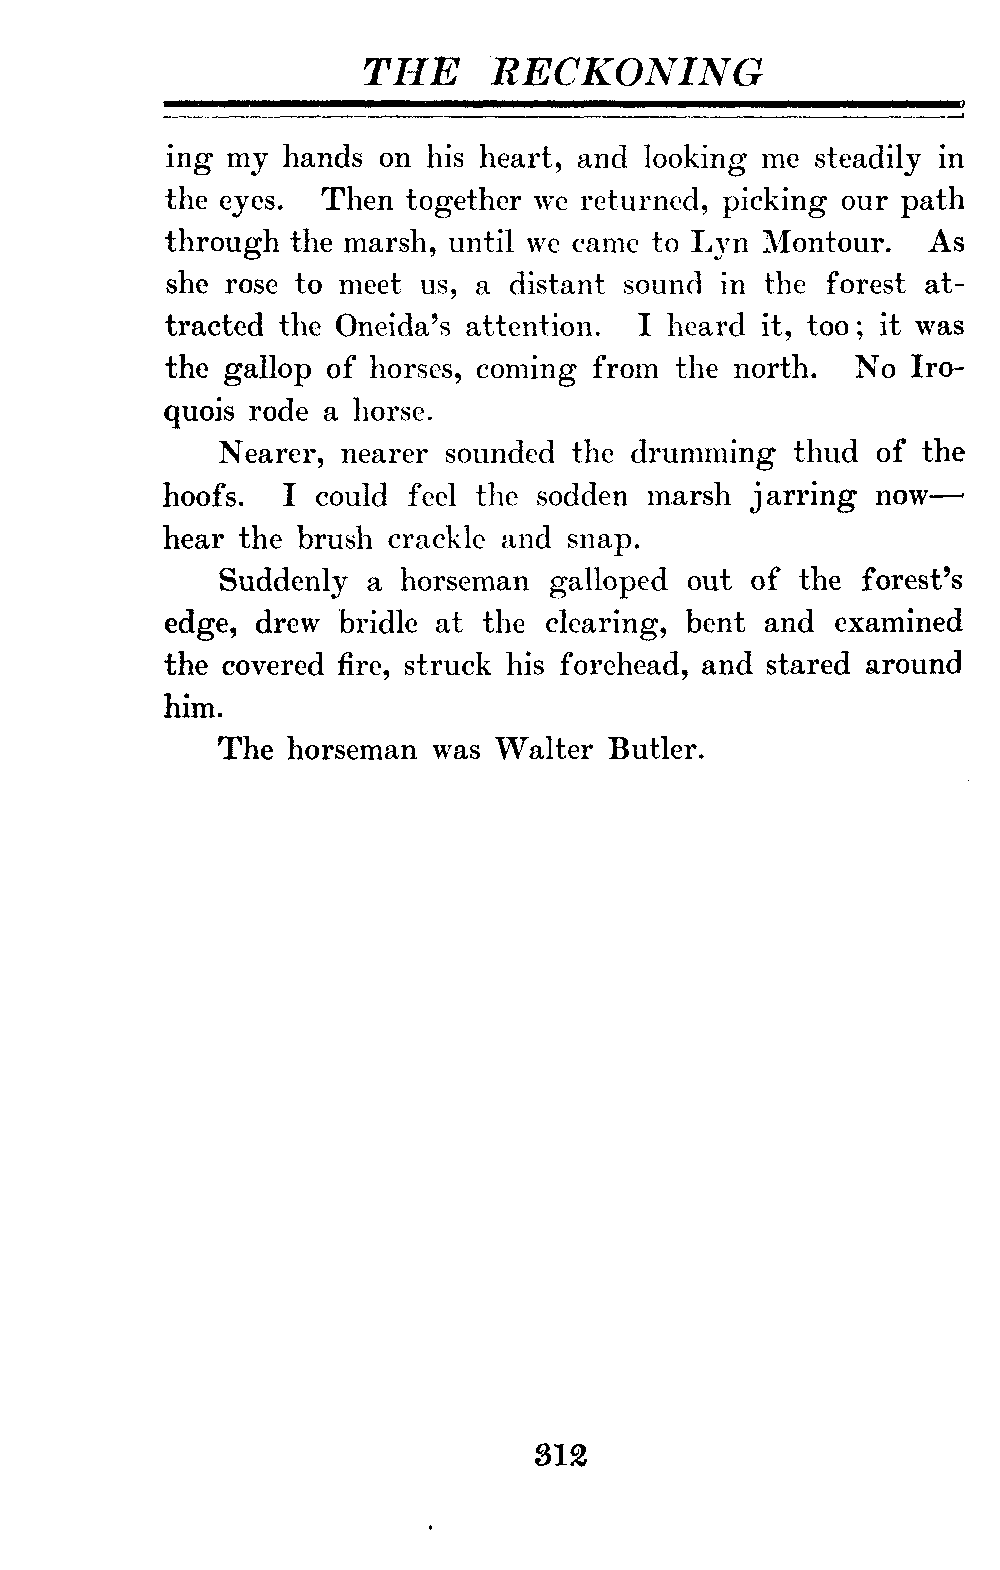 THE RECKONING
ing my hands on his heart, and looking me steadily in
the eyes. Then together we returned, picking our path
through the marsh, until we came to Lyn Montour. As
she rose to meet us, a distant sound in the forest at-
tracted the Oneida's attention. I heard it, too; it was
the gallop of horses, coming from the north. No Iro-
quois rode a horse.
Nearer, nearer sounded the drumming thud of the
hoofs. I could feel the sodden marsh jarring now—
hear the brush crackle and snap.
Suddenly a horseman galloped out of the forest's
edge, drew bridle at the clearing, bent and examined
the covered fire, struck his forehead, and stared around
him.
The horseman was Walter Butler.
312